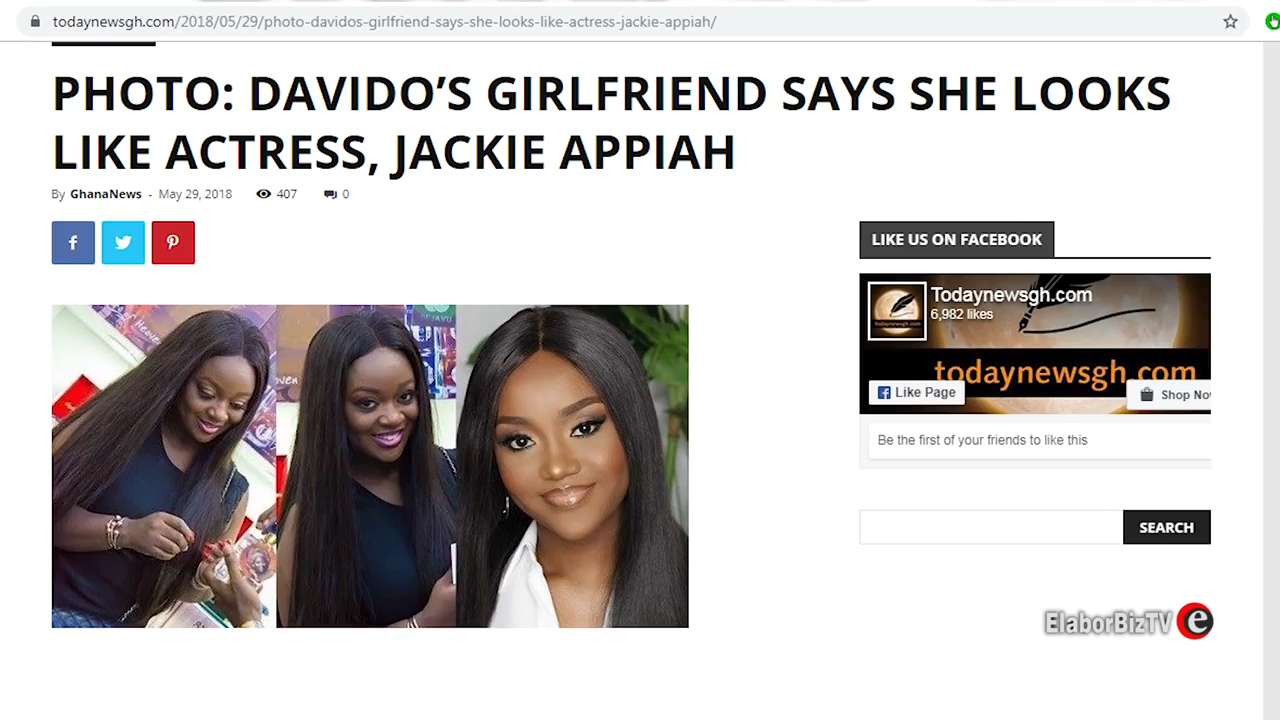 todaynewsgh.com/2018/05/29/photo-davidos-girlfriend-says-she-looks-like-actress-jackie-appiah/
PHOTO: DAVIDO’S GIRLFRIEND SAYS SHE LOOKS
LIKE ACTRESS, JACKIE APPIAH
By GhanaNews - May 29, 2018 407 0
LIKE US ON FACEBOOK
Todaynewsgh.com
6,982 likes
todaynewsgh.com
Like Page
Shop Nov
Be the first of your friends to like this
SEARCH
ElaborBizTV e